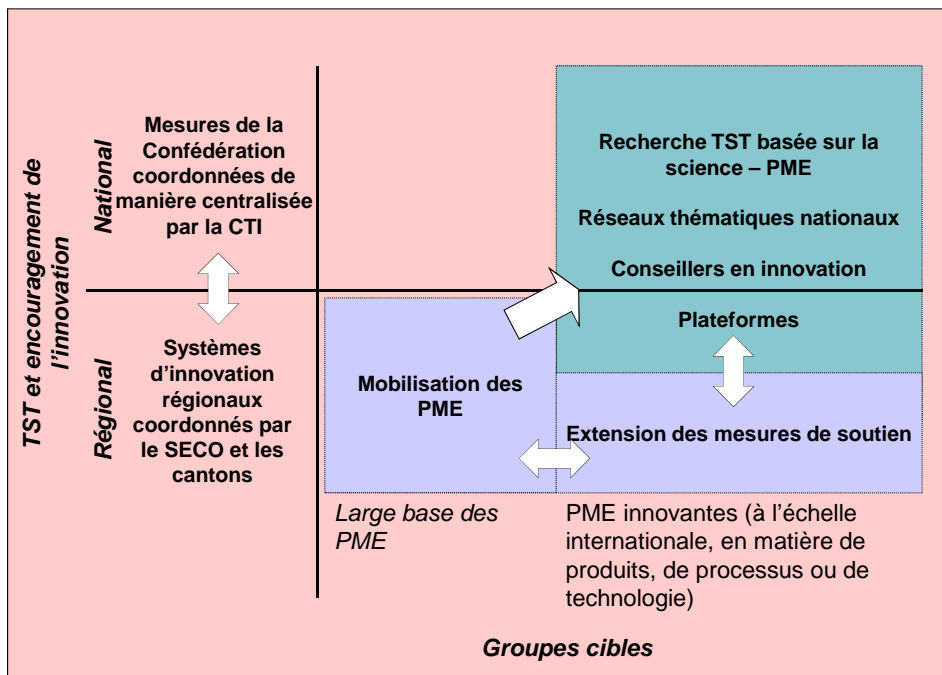 TST et encouragement de
l'innovation
National
Mesures de la
Confédération
coordonnées de
manière centralisée
par la CTI
Recherche TST basée sur la
science – PME
Réseaux thématiques nationaux
Conseillers en innovation
Régional
Systèmes
d'innovation
régionaux
coordonnés par
le SECO et les
cantons
Mobilisation des
PME
Plateformes
Extension des mesures de soutien
Large base des
PME
PME innovantes (à l'échelle
internationale, en matière de
produits, de processus ou de
technologie)
Groupes cibles